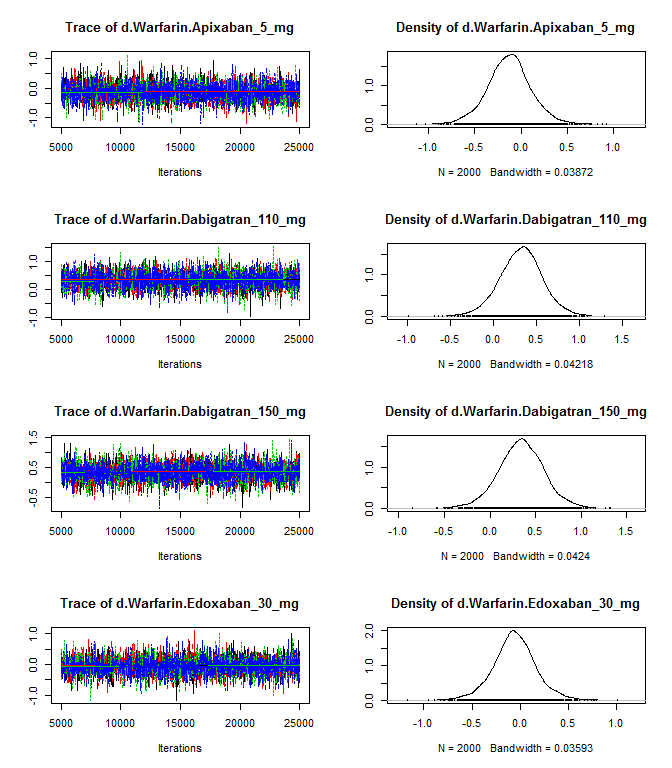 Trace of d.Warfarin.Apixaban_5_mg
Density of d.Warfarin.Apixaban_5_mg
1.0
0.0
-1.0
5000 10000 15000 20000 25000
Iterations
1.0
0.0
-1.0 -0.5 0.0 0.5 1.0
N = 2000 Bandwidth = 0.03872
Trace of d.Warfarin.Dabigatran_110_mg
Density of d.Warfarin.Dabigatran_110_mg
1.0
0.0
-1.0
5000 10000 15000 20000 25000
Iterations
1.0
0.0
-1.0 -0.5 0.0 0.5 1.0 1.5
N = 2000 Bandwidth = 0.04218
Trace of d.Warfarin.Dabigatran_150_mg
Density of d.Warfarin.Dabigatran_150_mg
1.5
0.5
-0.5
5000 10000 15000 20000 25000
Iterations
1.0
0.0
-1.0 -0.5 0.0 0.5 1.0 1.5
N = 2000 Bandwidth = 0.0424
Trace of d.Warfarin.Edoxaban_30_mg
Density of d.Warfarin.Edoxaban_30_mg
1.0
0.0
-1.0
5000 10000 15000 20000 25000
Iterations
2.0
1.0
0.0
-1.0 -0.5 0.0 0.5 1.0
N = 2000 Bandwidth = 0.03593